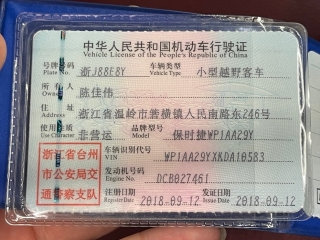 中华人民共和国机动车行驶证
Vehicle License of the People's Republic of China
号牌号码 浙J88E8Y 车辆类型 小型越野客车
Plate No. Vehicle Type
所有人 陈佳伟
Owner
住址 浙江省温岭市箬横镇人民南路东246号
Address
使用性质 非营运 品牌型号 保时捷WP1AA29Y
Use Character Model
浙江省台州 车辆识别代号 WP1AA29YXKDA10583
VIN
市公安局交 发动机号码 DCB027461
Engine No.
通警察支队 注册日期 2018-09-12 发证日期 2018-09-12
Register Date Issue Date